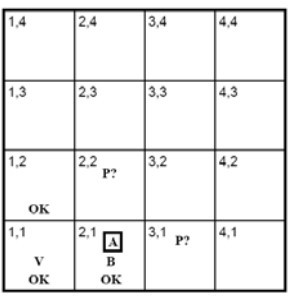 1,4 2,4 3,4 4,4
1,3 2,3 3,3 4,3
1,2 2,2 3,2 4,2
P?
OK
1,1 2,1 A 3,1 P? 4,1
V B
OK OK